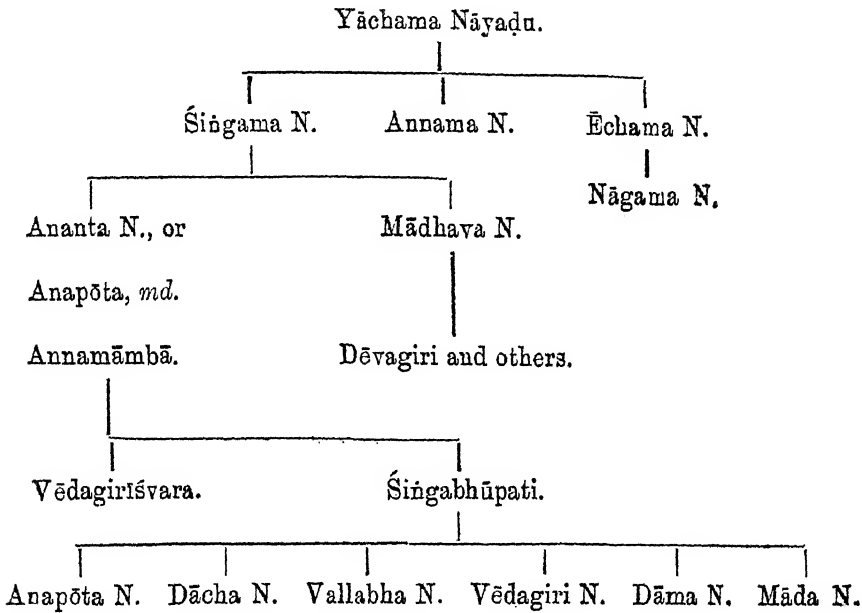 Yāchama Nāyaḍu.
Śiṅgama N. Annama N. Ēchama N.
Nāgama N.
Ananta N., or Mādhava N.
Anapōta, md.
Annamāmbā. Dēvagiri and others.
Vēdagirīśvara. Śiṅgabhūpati.
Anapōta N. Dācha N. Vallabha N. Vēdagiri N. Dāma N. Māda N.